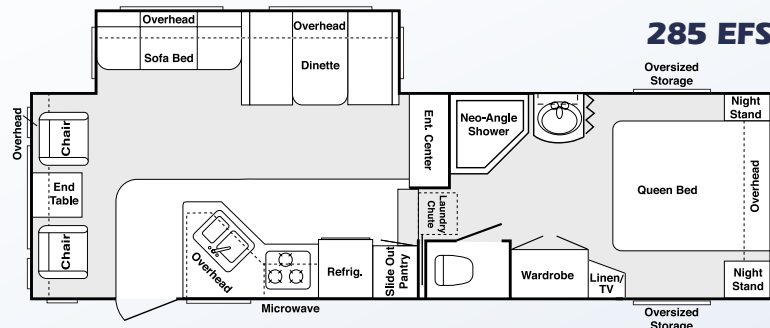 285 EFS
Overhead
Sofa Bed
Overhead
Dinette
Oversized
Storage
Overhead
Chair
End
Table
Chair
Ent. Center
Neo-Angle
Shower
Night
Stand
Queen Bed
Overhead
Laundry
Chute
Overhead
Refrig.
Slide Out
Pantry
Wardrobe
Linen/
TV
Night
Stand
Microwave
Oversized
Storage